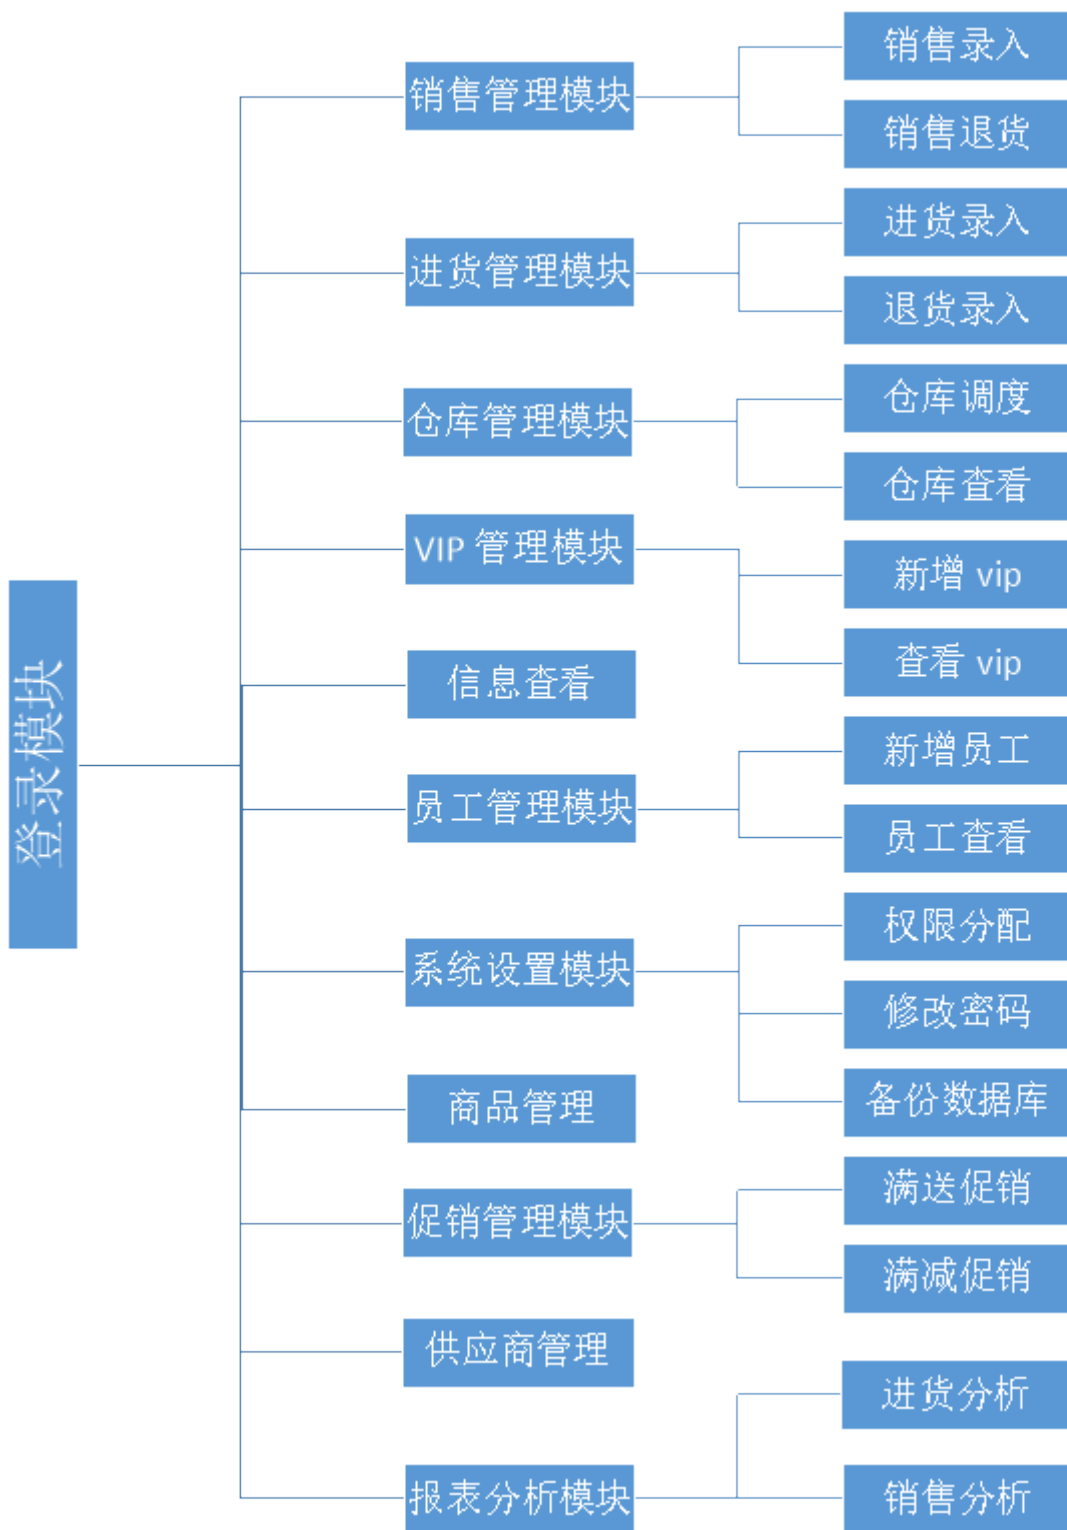 登录模块
销售管理模块
销售录入
销售退货
进货管理模块
进货录入
退货录入
仓库管理模块
仓库调度
仓库查看
VIP 管理模块
新增 vip
查看 vip
信息查看
员工管理模块
新增员工
员工查看
系统设置模块
权限分配
修改密码
备份数据库
商品管理
促销管理模块
满送促销
满减促销
供应商管理
报表分析模块
进货分析
销售分析